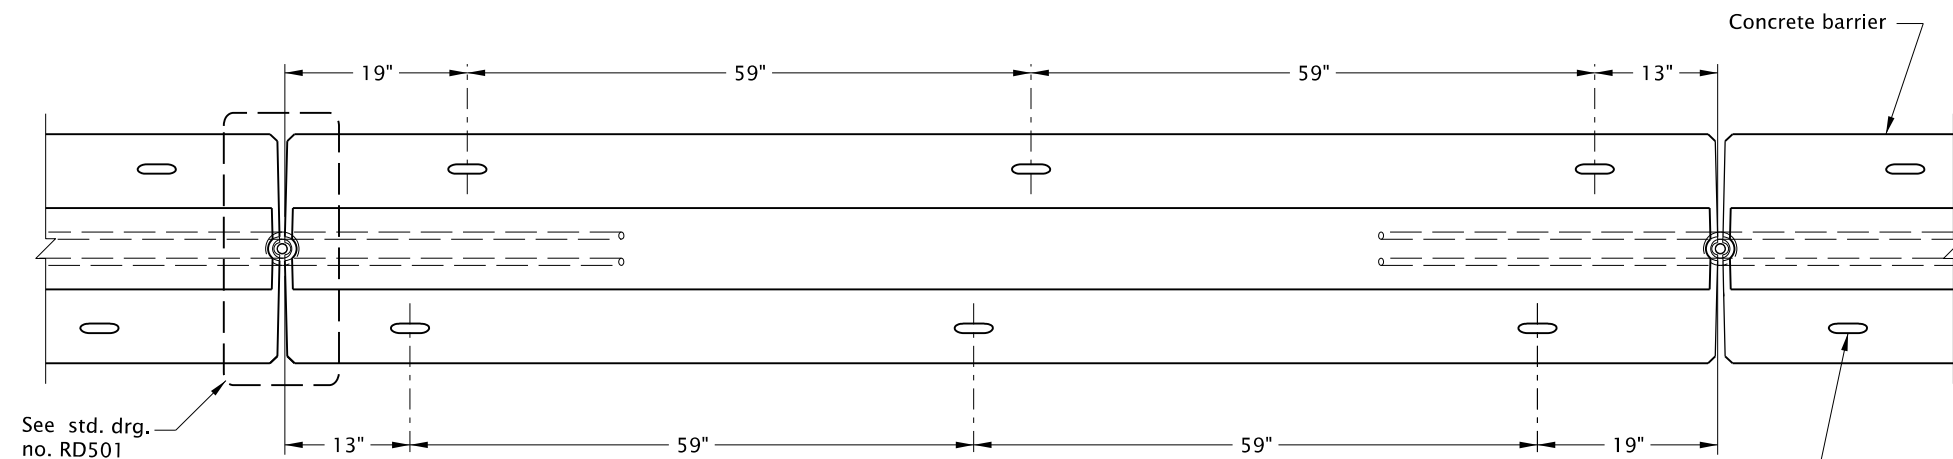 Concrete barrier
19" 59" 59" 13"
See std. drg.
no. RD501
13" 59" 59" 19"